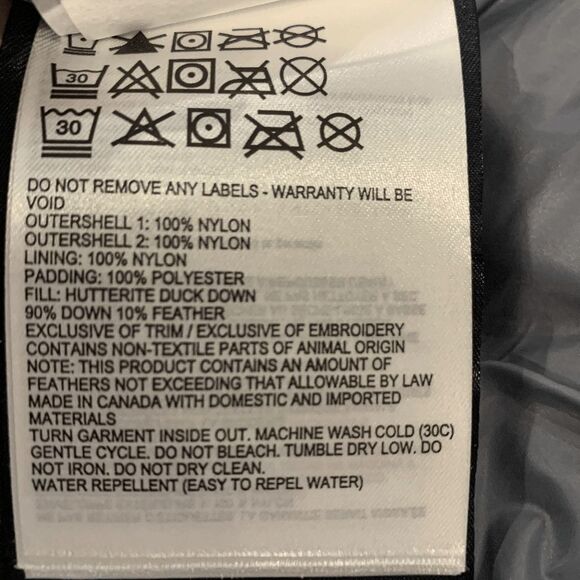 30
30
DO NOT REMOVE ANY LABELS - WARRANTY WILL BE
VOID
OUTERSHELL 1: 100% NYLON
OUTERSHELL 2: 100% NYLON
LINING: 100% NYLON
PADDING: 100% POLYESTER
FILL: HUTTERITE DUCK DOWN
90% DOWN 10% FEATHER
EXCLUSIVE OF TRIM / EXCLUSIVE OF EMBROIDERY
CONTAINS NON-TEXTILE PARTS OF ANIMAL ORIGIN
NOTE: THIS PRODUCT CONTAINS AN AMOUNT OF
FEATHERS NOT EXCEEDING THAT ALLOWABLE BY LAW
MADE IN CANADA WITH DOMESTIC AND IMPORTED
MATERIALS
TURN GARMENT INSIDE OUT. MACHINE WASH COLD (30C)
GENTLE CYCLE. DO NOT BLEACH. TUMBLE DRY LOW. DO
NOT IRON. DO NOT DRY CLEAN.
WATER REPELLENT (EASY TO REPEL WATER)